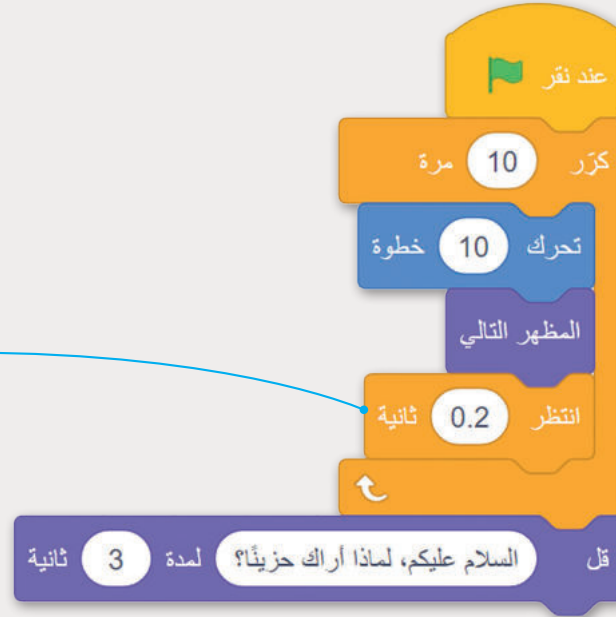 عند نقر
كرّر 10 مرة
تحرك 10 خطوة
المظهر التالي
انتظر 0.2 ثانية
قل السلام عليكم، لماذا أراك حزينًا؟ لمدة 3 ثانية